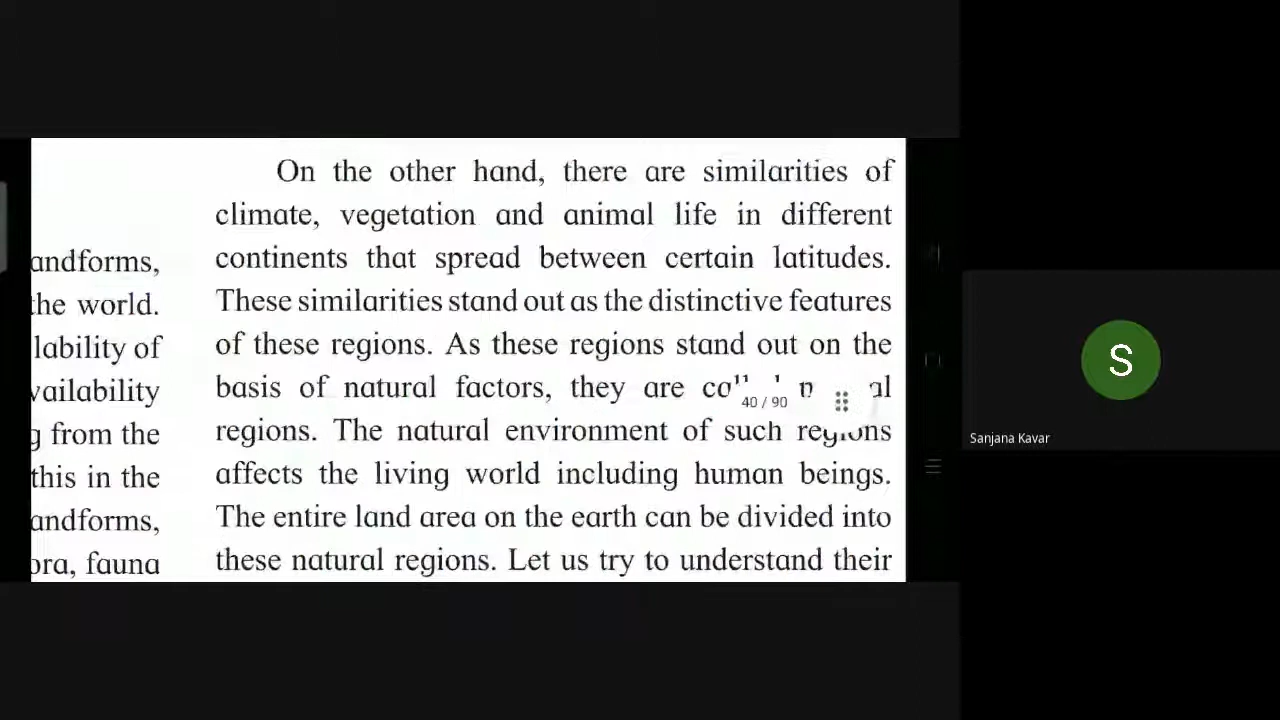 andforms,
the world.
lability of
vailability
g from the
this in the
andforms,
ora, fauna
On the other hand, there are similarities of
climate, vegetation and animal life in different
continents that spread between certain latitudes.
These similarities stand out as the distinctive features
of these regions. As these regions stand out on the
basis of natural factors, they are
regions. The natural environment of such regions
affects the living world including human beings.
The entire land area on the earth can be divided into
these natural regions. Let us try to understand their
40 / 90
S
Sanjana Kavar